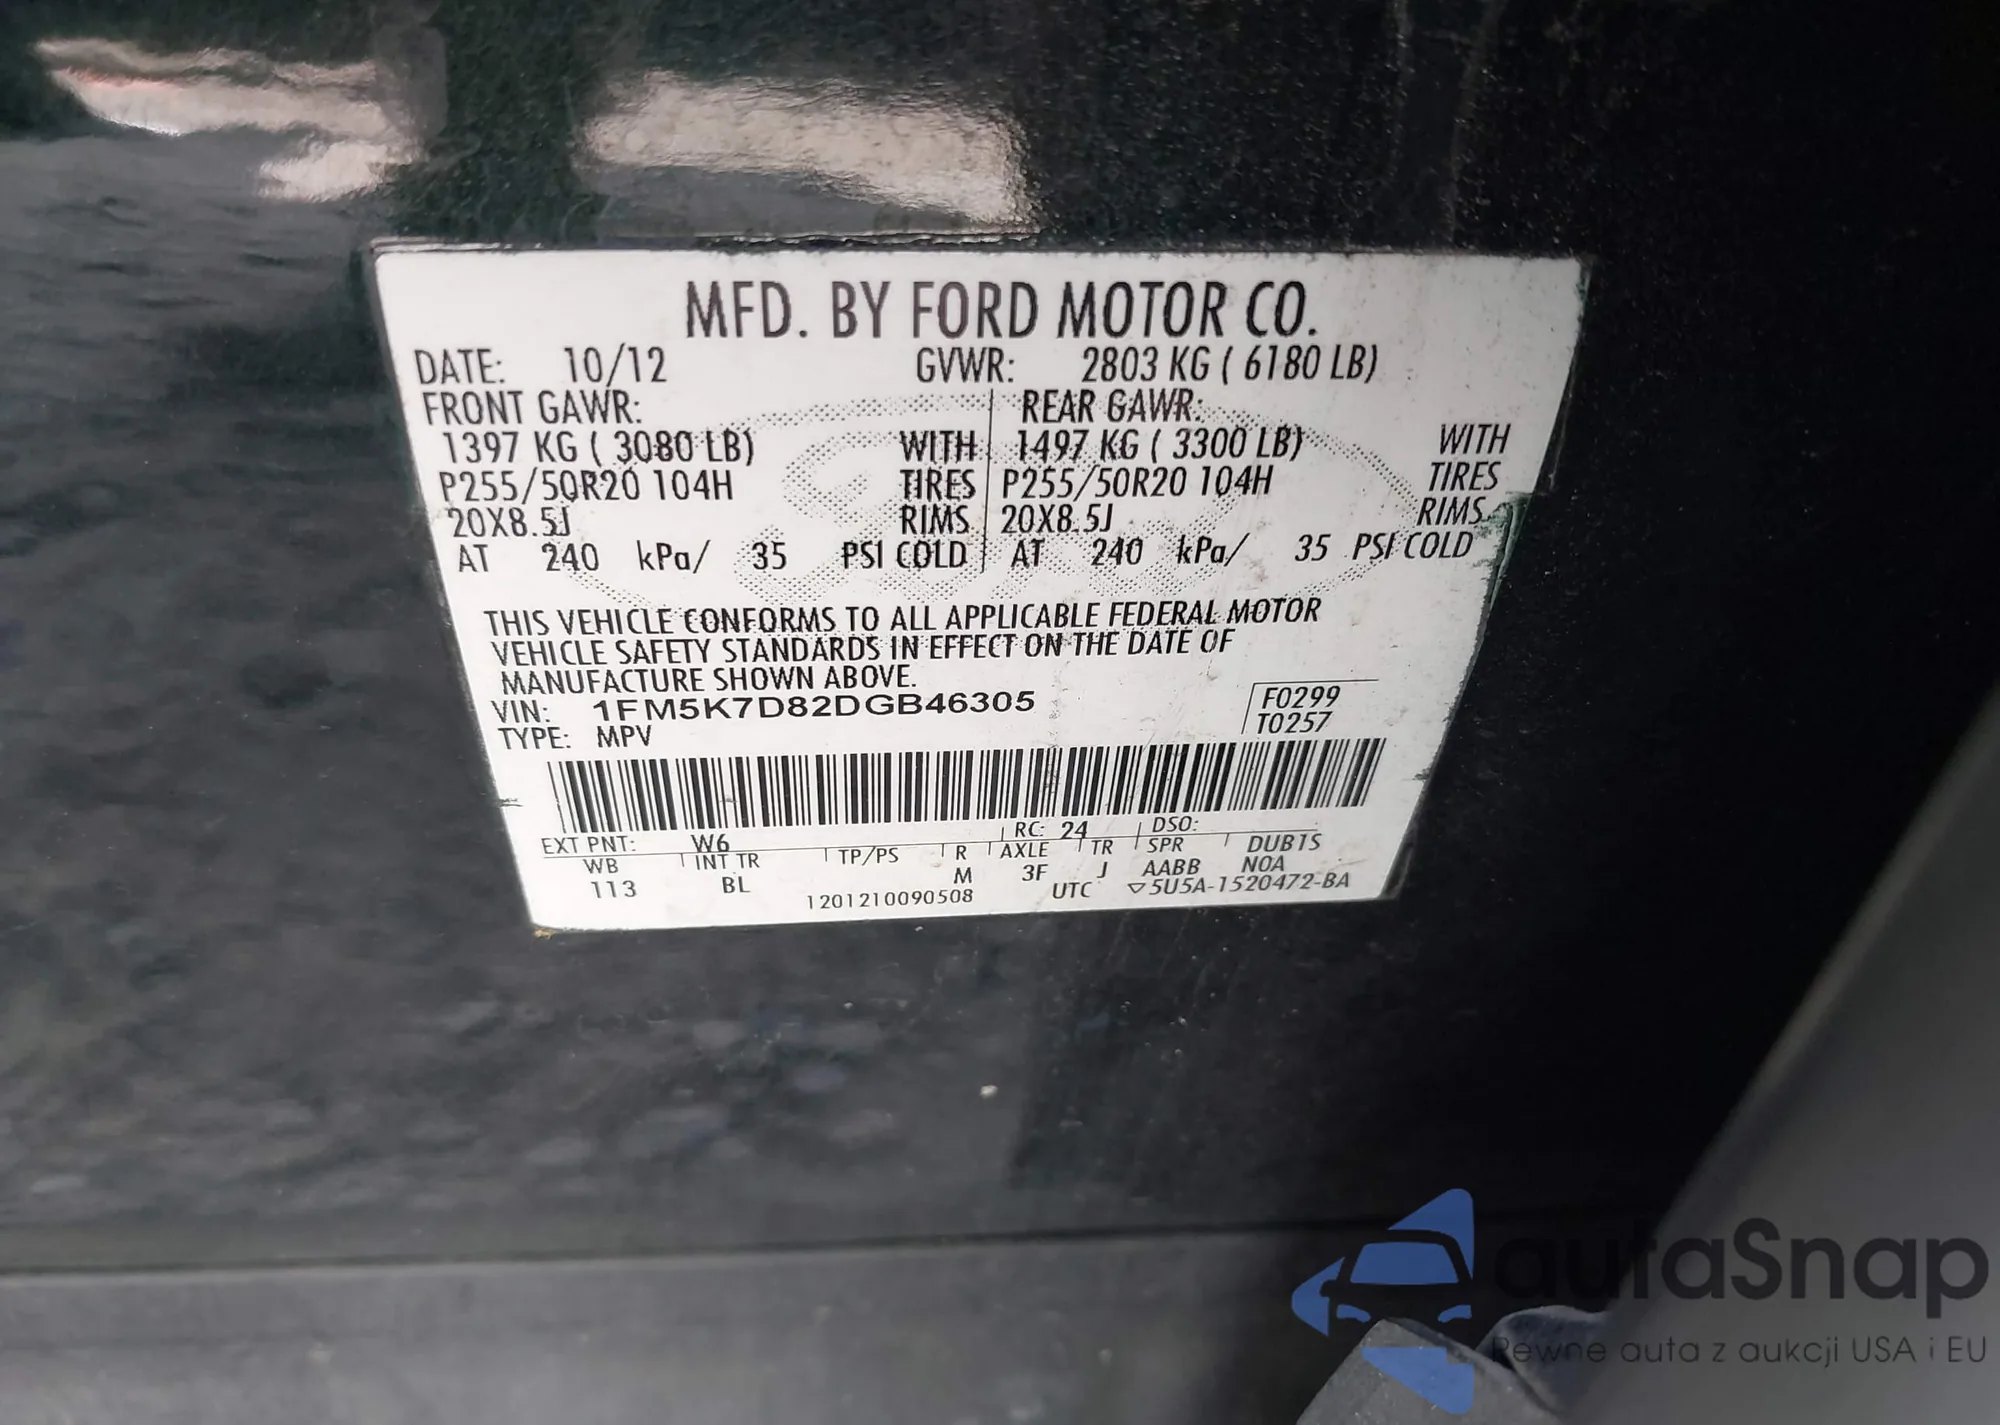 MFD. BY FORD MOTOR CO.
DATE: 10/12 GVWR: 2803 KG ( 6180 LB)
FRONT GAWR: REAR GAWR:
1397 KG ( 3080 LB) WITH 1497 KG ( 3300 LB) WITH
P255/50R20 104H TIRES P255/50R20 104H TIRES
20X8.5J RIMS 20X8.5J RIMS
AT 240 kPa/ 35 PSI COLD AT 240 kPa/ 35 PSI COLD
THIS VEHICLE CONFORMS TO ALL APPLICABLE FEDERAL MOTOR
VEHICLE SAFETY STANDARDS IN EFFECT ON THE DATE OF
MANUFACTURE SHOWN ABOVE.
VIN: 1FM5K7D82DGB46305 F0299
TYPE: MPV T0257
EXT PNT: W6 RC: 24 DSO:
WB INT TR TP/PS R AXLE TR SPR DUBTS
113 BL M 3F J AABB N0A
1201210090508 UTC ▽5U5A-1520472-BA
autaSnap
Pewne auta z aukcji USA i EU